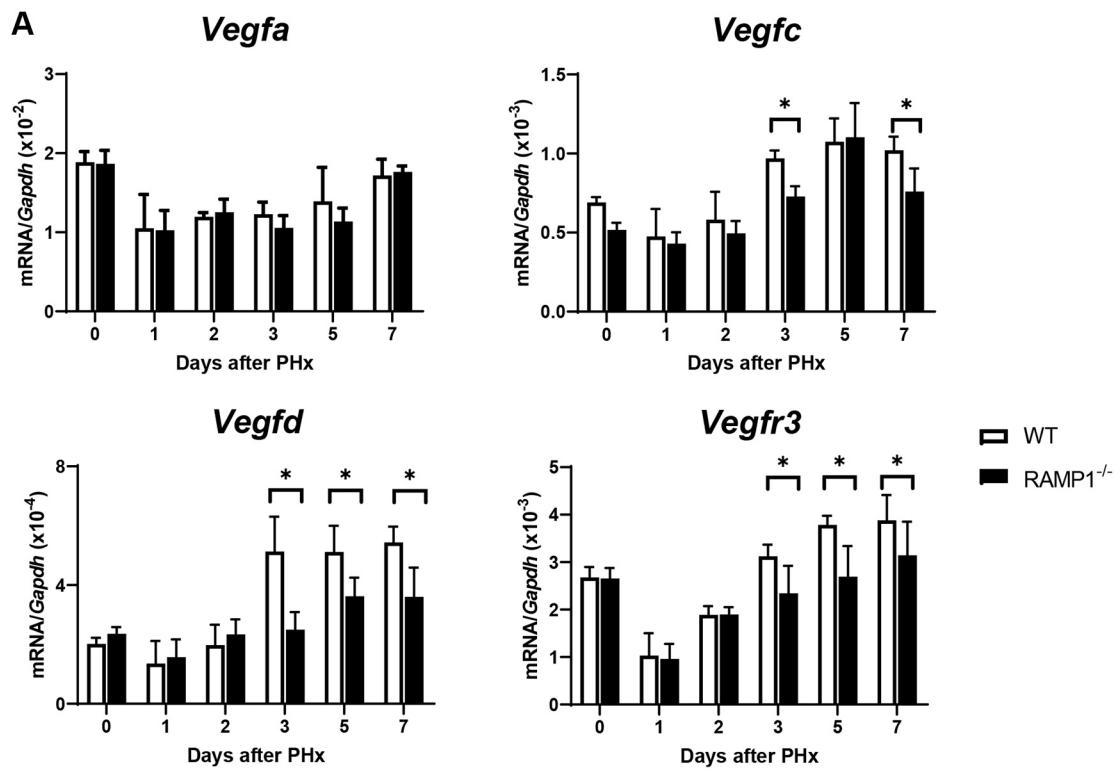 A
Vegfa
mRNA/Gapdh (x10-2)
3
2
1
0
0 1 2 3 5 7
Days after PHx
Vegfc
mRNA/Gapdh (x10-3)
1.5
1.0
0.5
0.0
* *
0 1 2 3 5 7
Days after PHx
Vegfd
mRNA/Gapdh (x10-4)
8
4
0
* * *
0 1 2 3 5 7
Days after PHx
Vegfr3
mRNA/Gapdh (x10-3)
5
4
3
2
1
0
* * *
0 1 2 3 5 7
Days after PHx
WT
RAMP1-/-